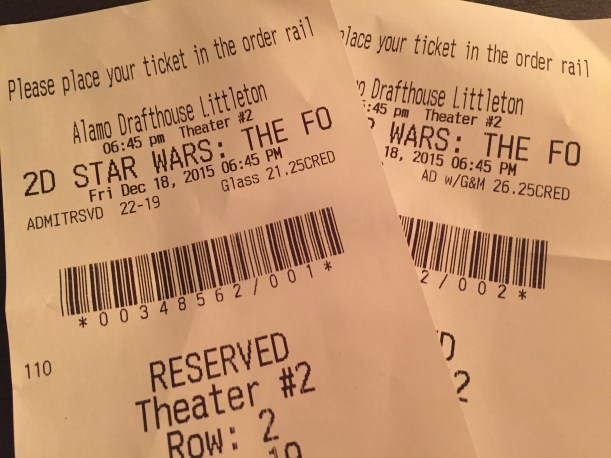 Please place your ticket in the order rail
Alamo Drafthouse Littleton
06:45 pm Theater #2
2D STAR WARS: THE FO
Fri Dec 18, 2015 06:45 PM
Glass 21.25CRED
ADMITRSVD 22-19
*00348562/001*
110
RESERVED
Theater #2
Row: 2
19
place your ticket in the order rail
Drafthouse Littleton
:45 pm Theater #2
WARS: THE FO
18, 2015 06:45 PM
AD w/G&M 26.25CRED
2/002*
2